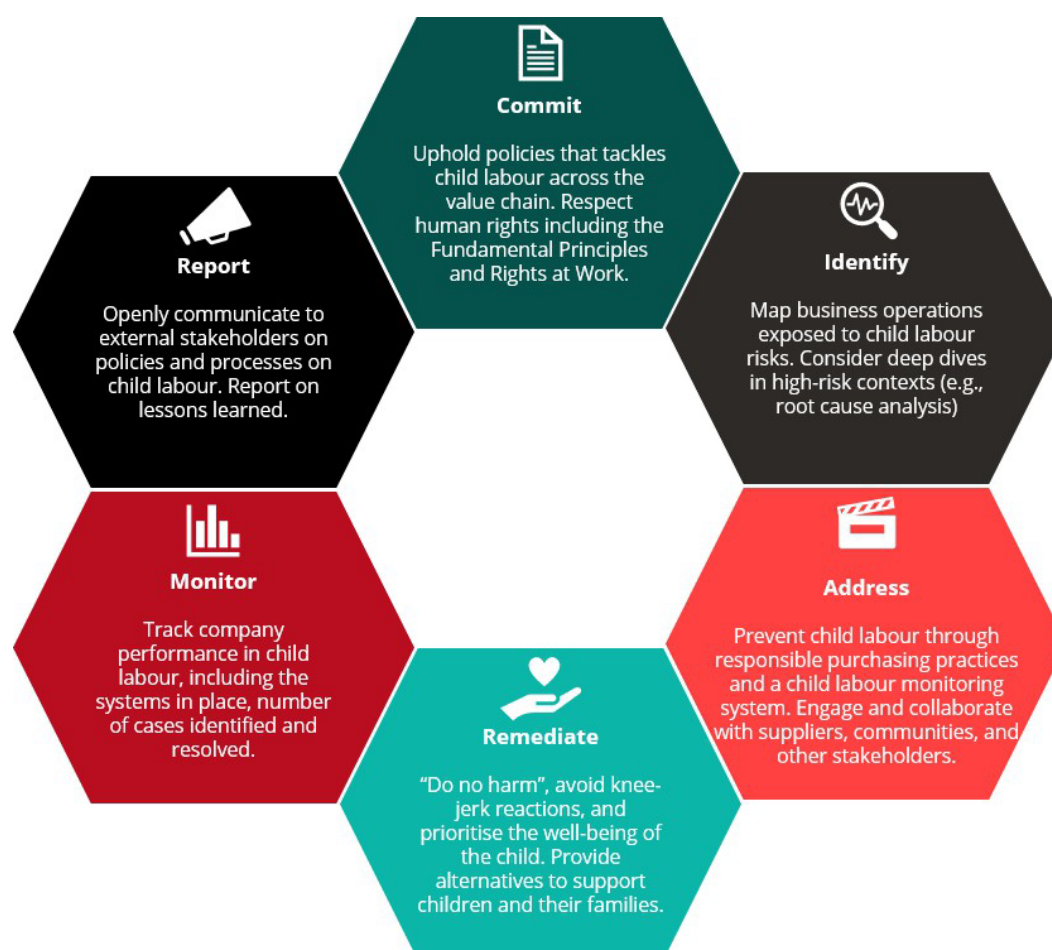 Commit
Uphold policies that tackles
child labour across the
value chain. Respect
human rights including the
Fundamental Principles
and Rights at Work.
Identify
Map business operations
exposed to child labour
risks. Consider deep dives
in high-risk contexts (e.g.,
root cause analysis)
Address
Prevent child labour through
responsible purchasing practices
and a child labour monitoring
system. Engage and collaborate
with suppliers, communities, and
other stakeholders.
Remediate
“Do no harm”, avoid knee-
jerk reactions, and
prioritise the well-being of
the child. Provide
alternatives to support
children and their families.
Monitor
Track company
performance in child
labour, including the
systems in place, number
of cases identified and
resolved.
Report
Openly communicate to
external stakeholders on
policies and processes on
child labour. Report on
lessons learned.